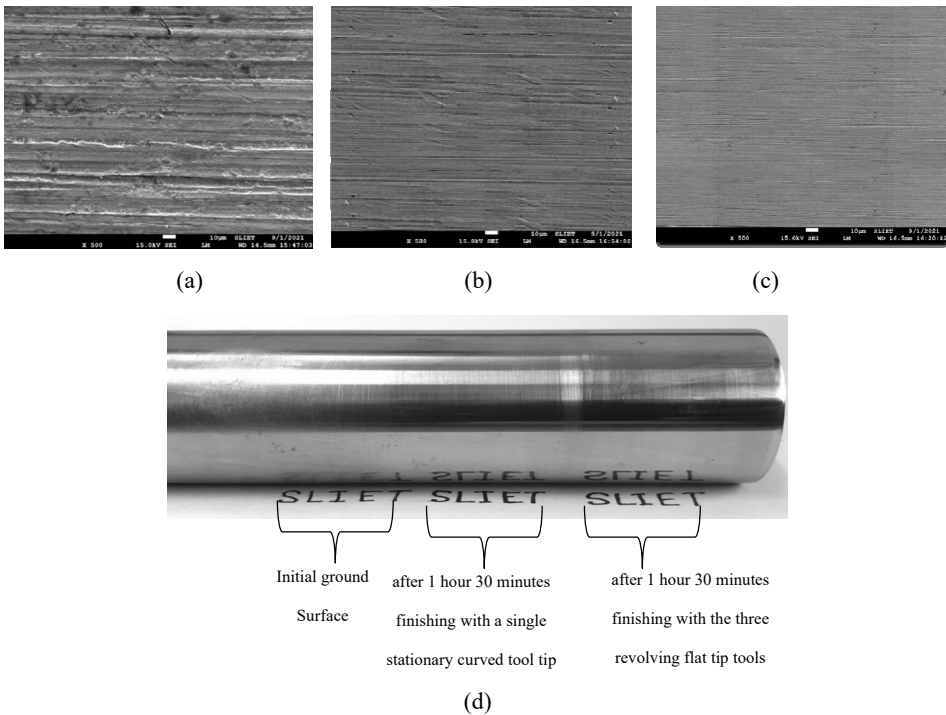 10µm SLIET 9/1/2021
X 500 15.0kV SEI LM WD 14.5mm 15:47:03
10µm SLIET 9/1/2021
X 500 15.0kV SEI LM WD 16.5mm 16:54:02
10µm SLIET 9/1/2021
X 500 15.0kV SEI LM WD 16.5mm 16:20:12
(a)
(b)
(c)
SLIET SLIET SLIET
SLIET SLIET SLIET
Initial ground
Surface
after 1 hour 30 minutes
finishing with a single
stationary curved tool tip
after 1 hour 30 minutes
finishing with the three
revolving flat tip tools
(d)